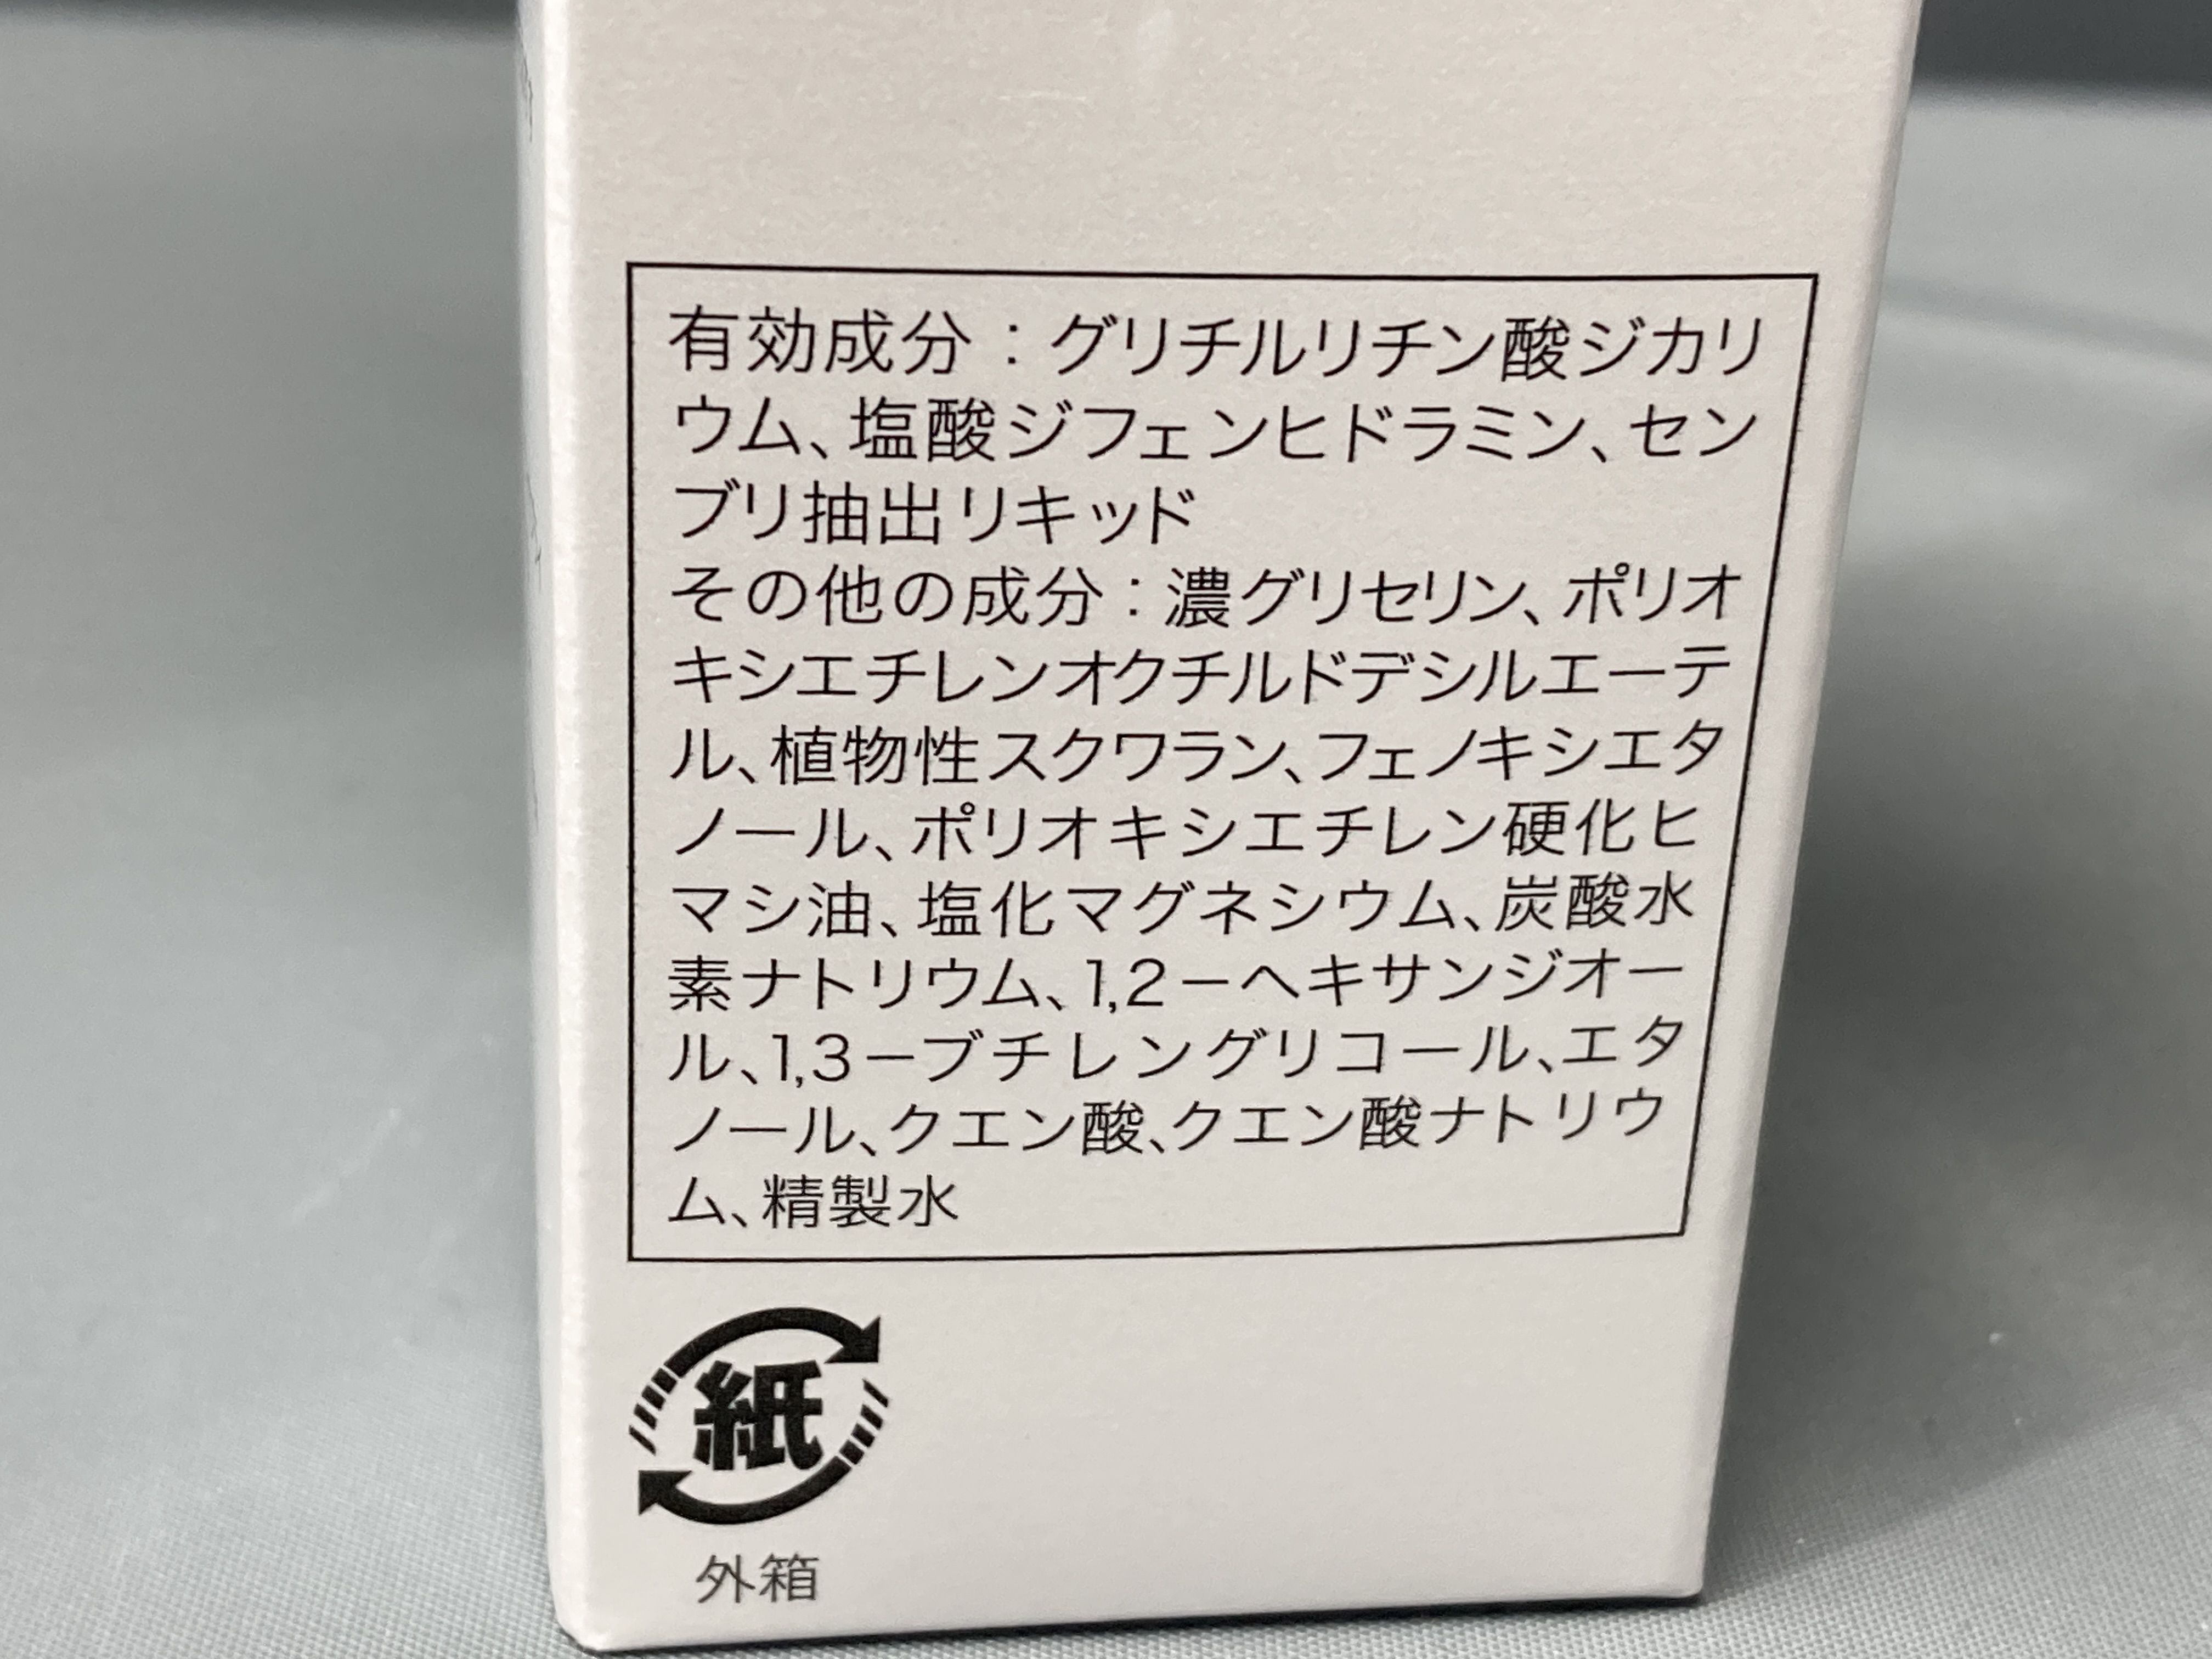 有効成分：グリチルリチン酸ジカリ
ウム、塩酸ジフェンヒドラミン、セン
ブリ抽出リキッド
その他の成分：濃グリセリン、ポリオ
キシエチレンオクチルドデシルエーテ
ル、植物性スクワラン、フェノキシエタ
ノール、ポリオキシエチレン硬化ヒ
マシ油、塩化マグネシウム、炭酸水
素ナトリウム、1,2－ヘキサンジオー
ル、1,3－ブチレングリコール、エタ
ノール、クエン酸、クエン酸ナトリウ
ム、精製水
紙
外箱